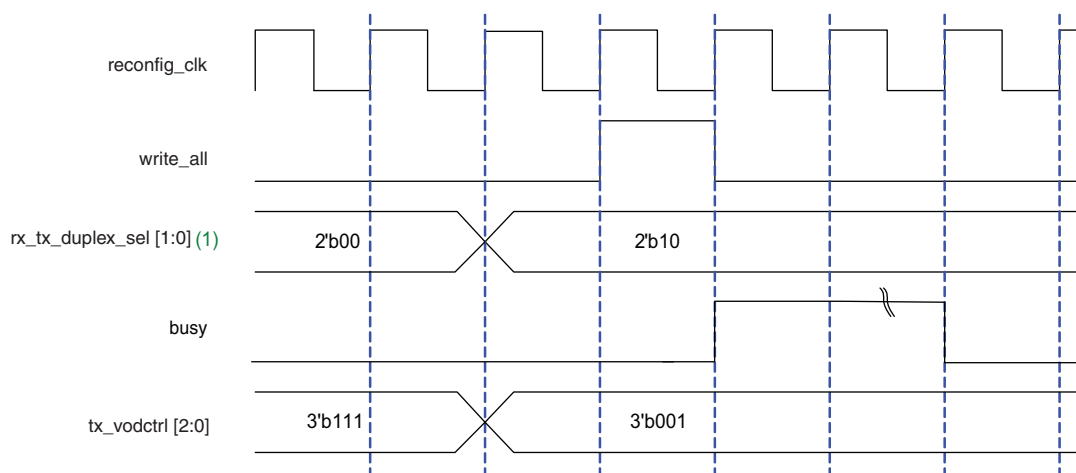 reconfig_clk
write_all
rx_tx_duplex_sel [1:0] (1)
2'b00
2'b10
busy
tx_vodctrl [2:0]
3'b111
3'b001